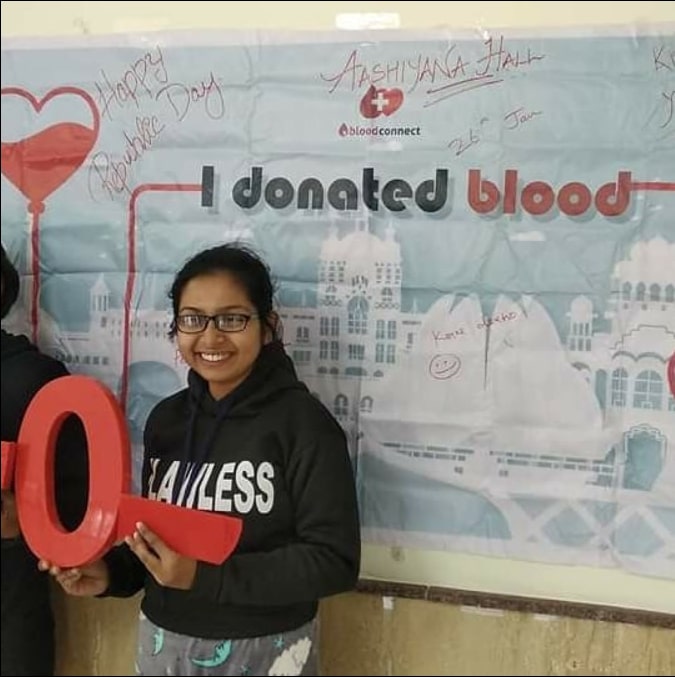 Happy
Republic Day
AASHIYANA HALL
bloodconnect
26th Jan
I donated blood
LAWLESS
O